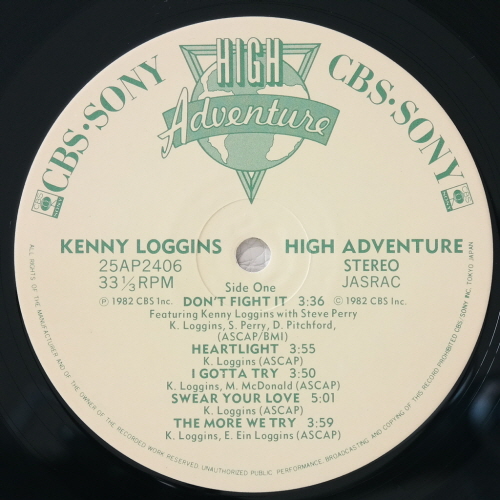 HIGH
Adventure
CBS·SONY CBS·SONY
KENNY LOGGINS HIGH ADVENTURE
25AP2406 STEREO
33 1/3 RPM JASRAC
Side One
℗ 1982 CBS Inc. DON'T FIGHT IT 3:36 © 1982 CBS Inc.
Featuring Kenny Loggins with Steve Perry
K. Loggins, S. Perry, D. Pitchford,
(ASCAP/BMI)
HEARTLIGHT 3:55
K. Loggins (ASCAP)
I GOTTA TRY 3:50
K. Loggins, M. McDonald (ASCAP)
SWEAR YOUR LOVE 5:01
K. Loggins (ASCAP)
THE MORE WE TRY 3:59
K. Loggins, E. Ein Loggins (ASCAP)
ALL RIGHTS OF THE MANUFACTURER AND OF THE OWNER OF THE RECORDED WORK RESERVED. UNAUTHORIZED PUBLIC PERFORMANCE, BROADCASTING AND COPYING OF THIS RECORD PROHIBITED CBS/SONY INC. TOKYO JAPAN